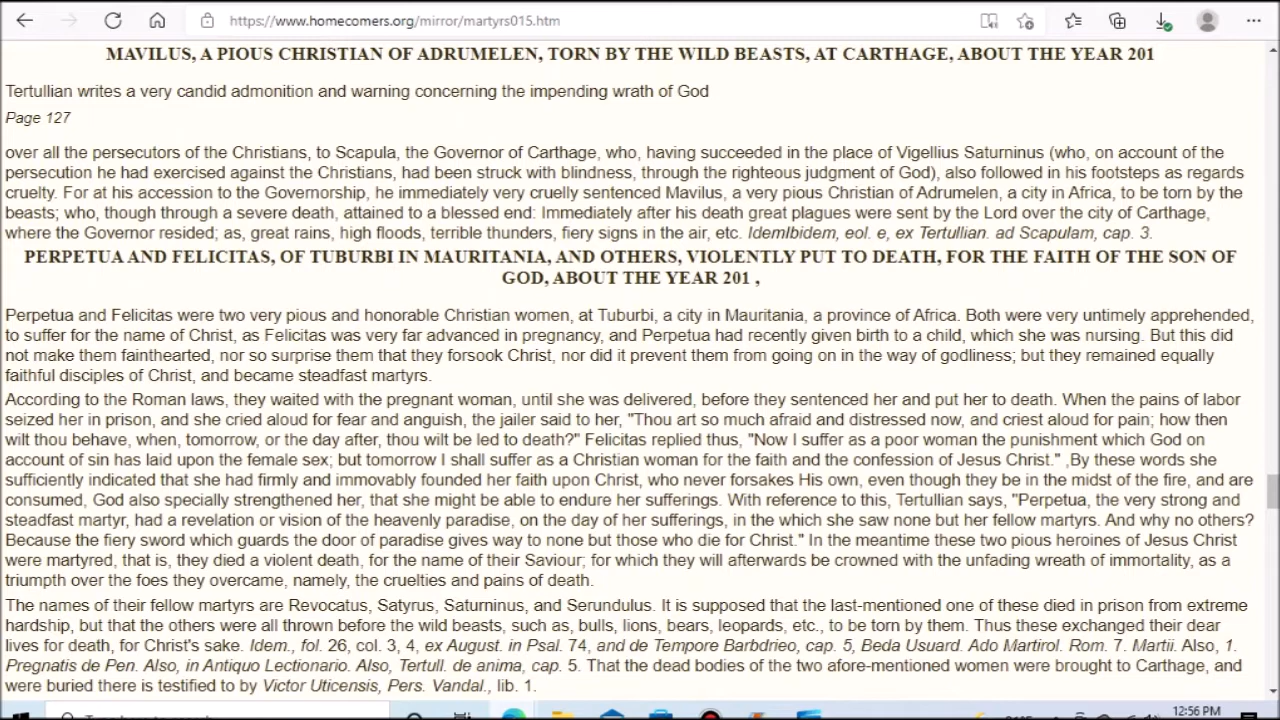 https://www.homecomers.org/mirror/martyrs015.htm
MAVILUS, A PIOUS CHRISTIAN OF ADRUMELEN, TORN BY THE WILD BEASTS, AT CARTHAGE, ABOUT THE YEAR 201
Tertullian writes a very candid admonition and warning concerning the impending wrath of God
Page 127
over all the persecutors of the Christians, to Scapula, the Governor of Carthage, who, having succeeded in the place of Vigellius Saturninus (who, on account of the
persecution he had exercised against the Christians, had been struck with blindness, through the righteous judgment of God), also followed in his footsteps as regards
cruelty. For at his accession to the Governorship, he immediately very cruelly sentenced Mavilus, a very pious Christian of Adrumelen, a city in Africa, to be torn by the
beasts; who, though through a severe death, attained to a blessed end: Immediately after his death great plagues were sent by the Lord over the city of Carthage,
where the Governor resided; as, great rains, high floods, terrible thunders, fiery signs in the air, etc. IdemIbidem, eol. e, ex Tertullian. ad Scapulam, cap. 3.
PERPETUA AND FELICITAS, OF TUBURBI IN MAURITANIA, AND OTHERS, VIOLENTLY PUT TO DEATH, FOR THE FAITH OF THE SON OF
GOD, ABOUT THE YEAR 201 ,
Perpetua and Felicitas were two very pious and honorable Christian women, at Tuburbi, a city in Mauritania, a province of Africa. Both were very untimely apprehended,
to suffer for the name of Christ, as Felicitas was very far advanced in pregnancy, and Perpetua had recently given birth to a child, which she was nursing. But this did
not make them fainthearted, nor so surprise them that they forsook Christ, nor did it prevent them from going on in the way of godliness; but they remained equally
faithful disciples of Christ, and became steadfast martyrs.
According to the Roman laws, they waited with the pregnant woman, until she was delivered, before they sentenced her and put her to death. When the pains of labor
seized her in prison, and she cried aloud for fear and anguish, the jailer said to her, "Thou art so much afraid and distressed now, and criest aloud for pain; how then
wilt thou behave, when, tomorrow, or the day after, thou wilt be led to death?" Felicitas replied thus, "Now I suffer as a poor woman the punishment which God on
account of sin has laid upon the female sex; but tomorrow I shall suffer as a Christian woman for the faith and the confession of Jesus Christ." ,By these words she
sufficiently indicated that she had firmly and immovably founded her faith upon Christ, who never forsakes His own, even though they be in the midst of the fire, and are
consumed, God also specially strengthened her, that she might be able to endure her sufferings. With reference to this, Tertullian says, "Perpetua, the very strong and
steadfast martyr, had a revelation or vision of the heavenly paradise, on the day of her sufferings, in the which she saw none but her fellow martyrs. And why no others?
Because the fiery sword which guards the door of paradise gives way to none but those who die for Christ." In the meantime these two pious heroines of Jesus Christ
were martyred, that is, they died a violent death, for the name of their Saviour; for which they will afterwards be crowned with the unfading wreath of immortality, as a
triumph over the foes they overcame, namely, the cruelties and pains of death.
The names of their fellow martyrs are Revocatus, Satyrus, Saturninus, and Serundulus. It is supposed that the last-mentioned one of these died in prison from extreme
hardship, but that the others were all thrown before the wild beasts, such as, bulls, lions, bears, leopards, etc., to be torn by them. Thus these exchanged their dear
lives for death, for Christ's sake. Idem., fol. 26, col. 3, 4, ex August. in Psal. 74, and de Tempore Barbdrieo, cap. 5, Beda Usuard. Ado Martirol. Rom. 7. Martii. Also, 1.
Pregnatis de Pen. Also, in Antiquo Lectionario. Also, Tertull. de anima, cap. 5. That the dead bodies of the two afore-mentioned women were brought to Carthage, and
were buried there is testified to by Victor Uticensis, Pers. Vandal., lib. 1.
12:56 PM